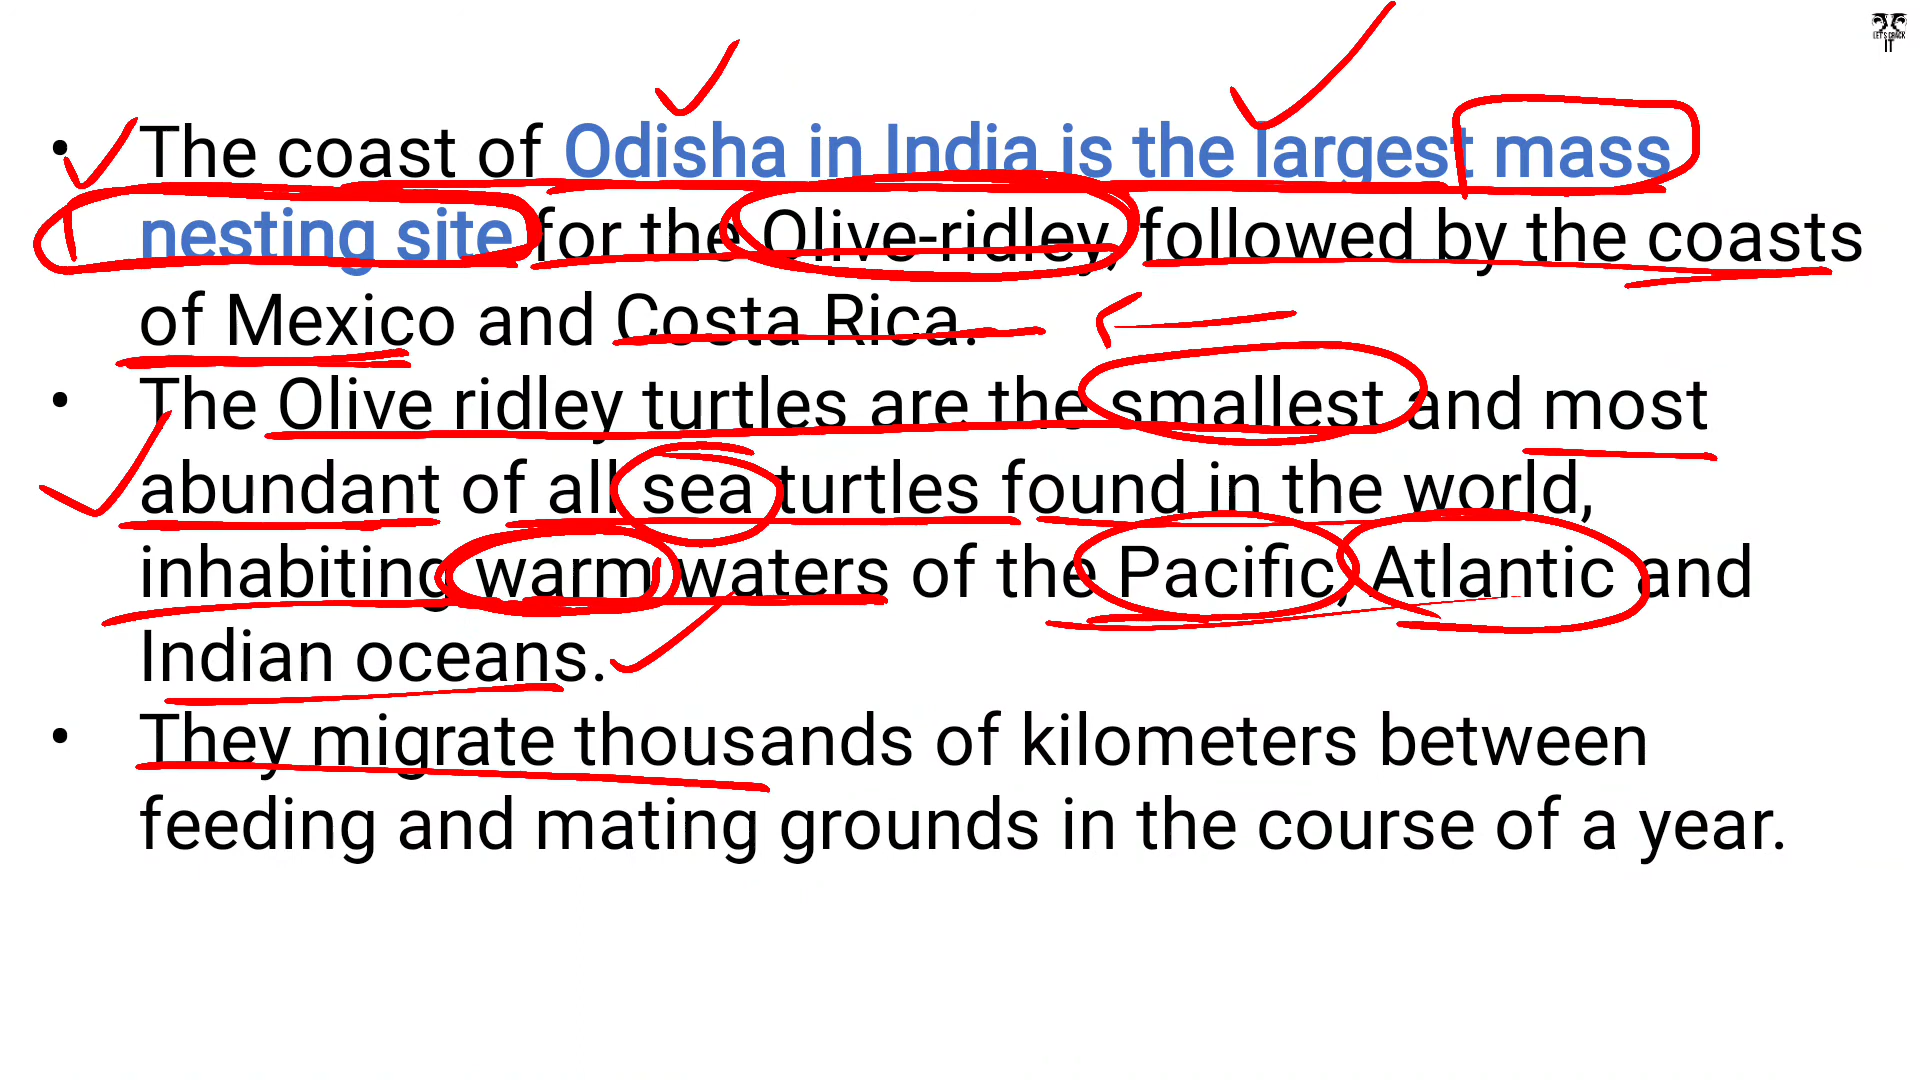 LET'S CRACK
IT
• The coast of Odisha in India is the largest mass
nesting site for the Olive-ridley, followed by the coasts
of Mexico and Costa Rica.
• The Olive ridley turtles are the smallest and most
abundant of all sea turtles found in the world,
inhabiting warm waters of the Pacific, Atlantic and
Indian oceans.
• They migrate thousands of kilometers between
feeding and mating grounds in the course of a year.